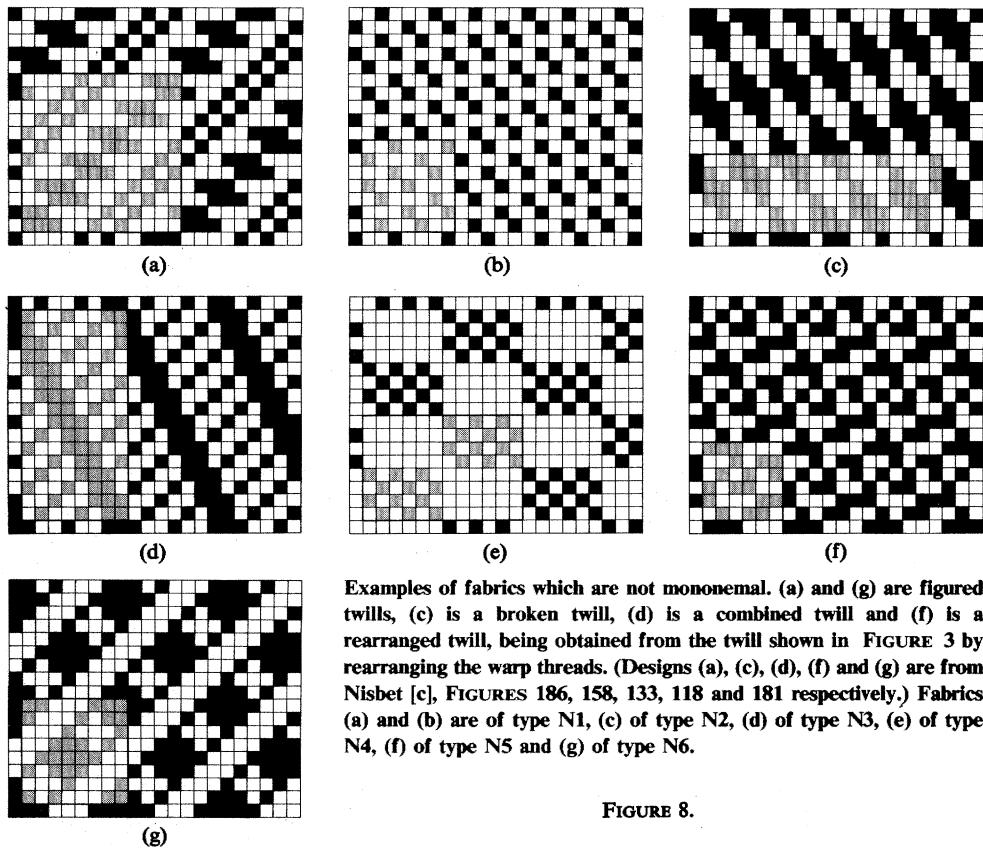 (a)
(b)
(c)
(d)
(e)
(f)
(g)
Examples of fabrics which are not mononemal. (a) and (g) are figured
twills, (c) is a broken twill, (d) is a combined twill and (f) is a
rearranged twill, being obtained from the twill shown in FIGURE 3 by
rearranging the warp threads. (Designs (a), (c), (d), (f) and (g) are from
Nisbet [c], FIGURES 186, 158, 133, 118 and 181 respectively.) Fabrics
(a) and (b) are of type N1, (c) of type N2, (d) of type N3, (e) of type
N4, (f) of type N5 and (g) of type N6.
FIGURE 8.